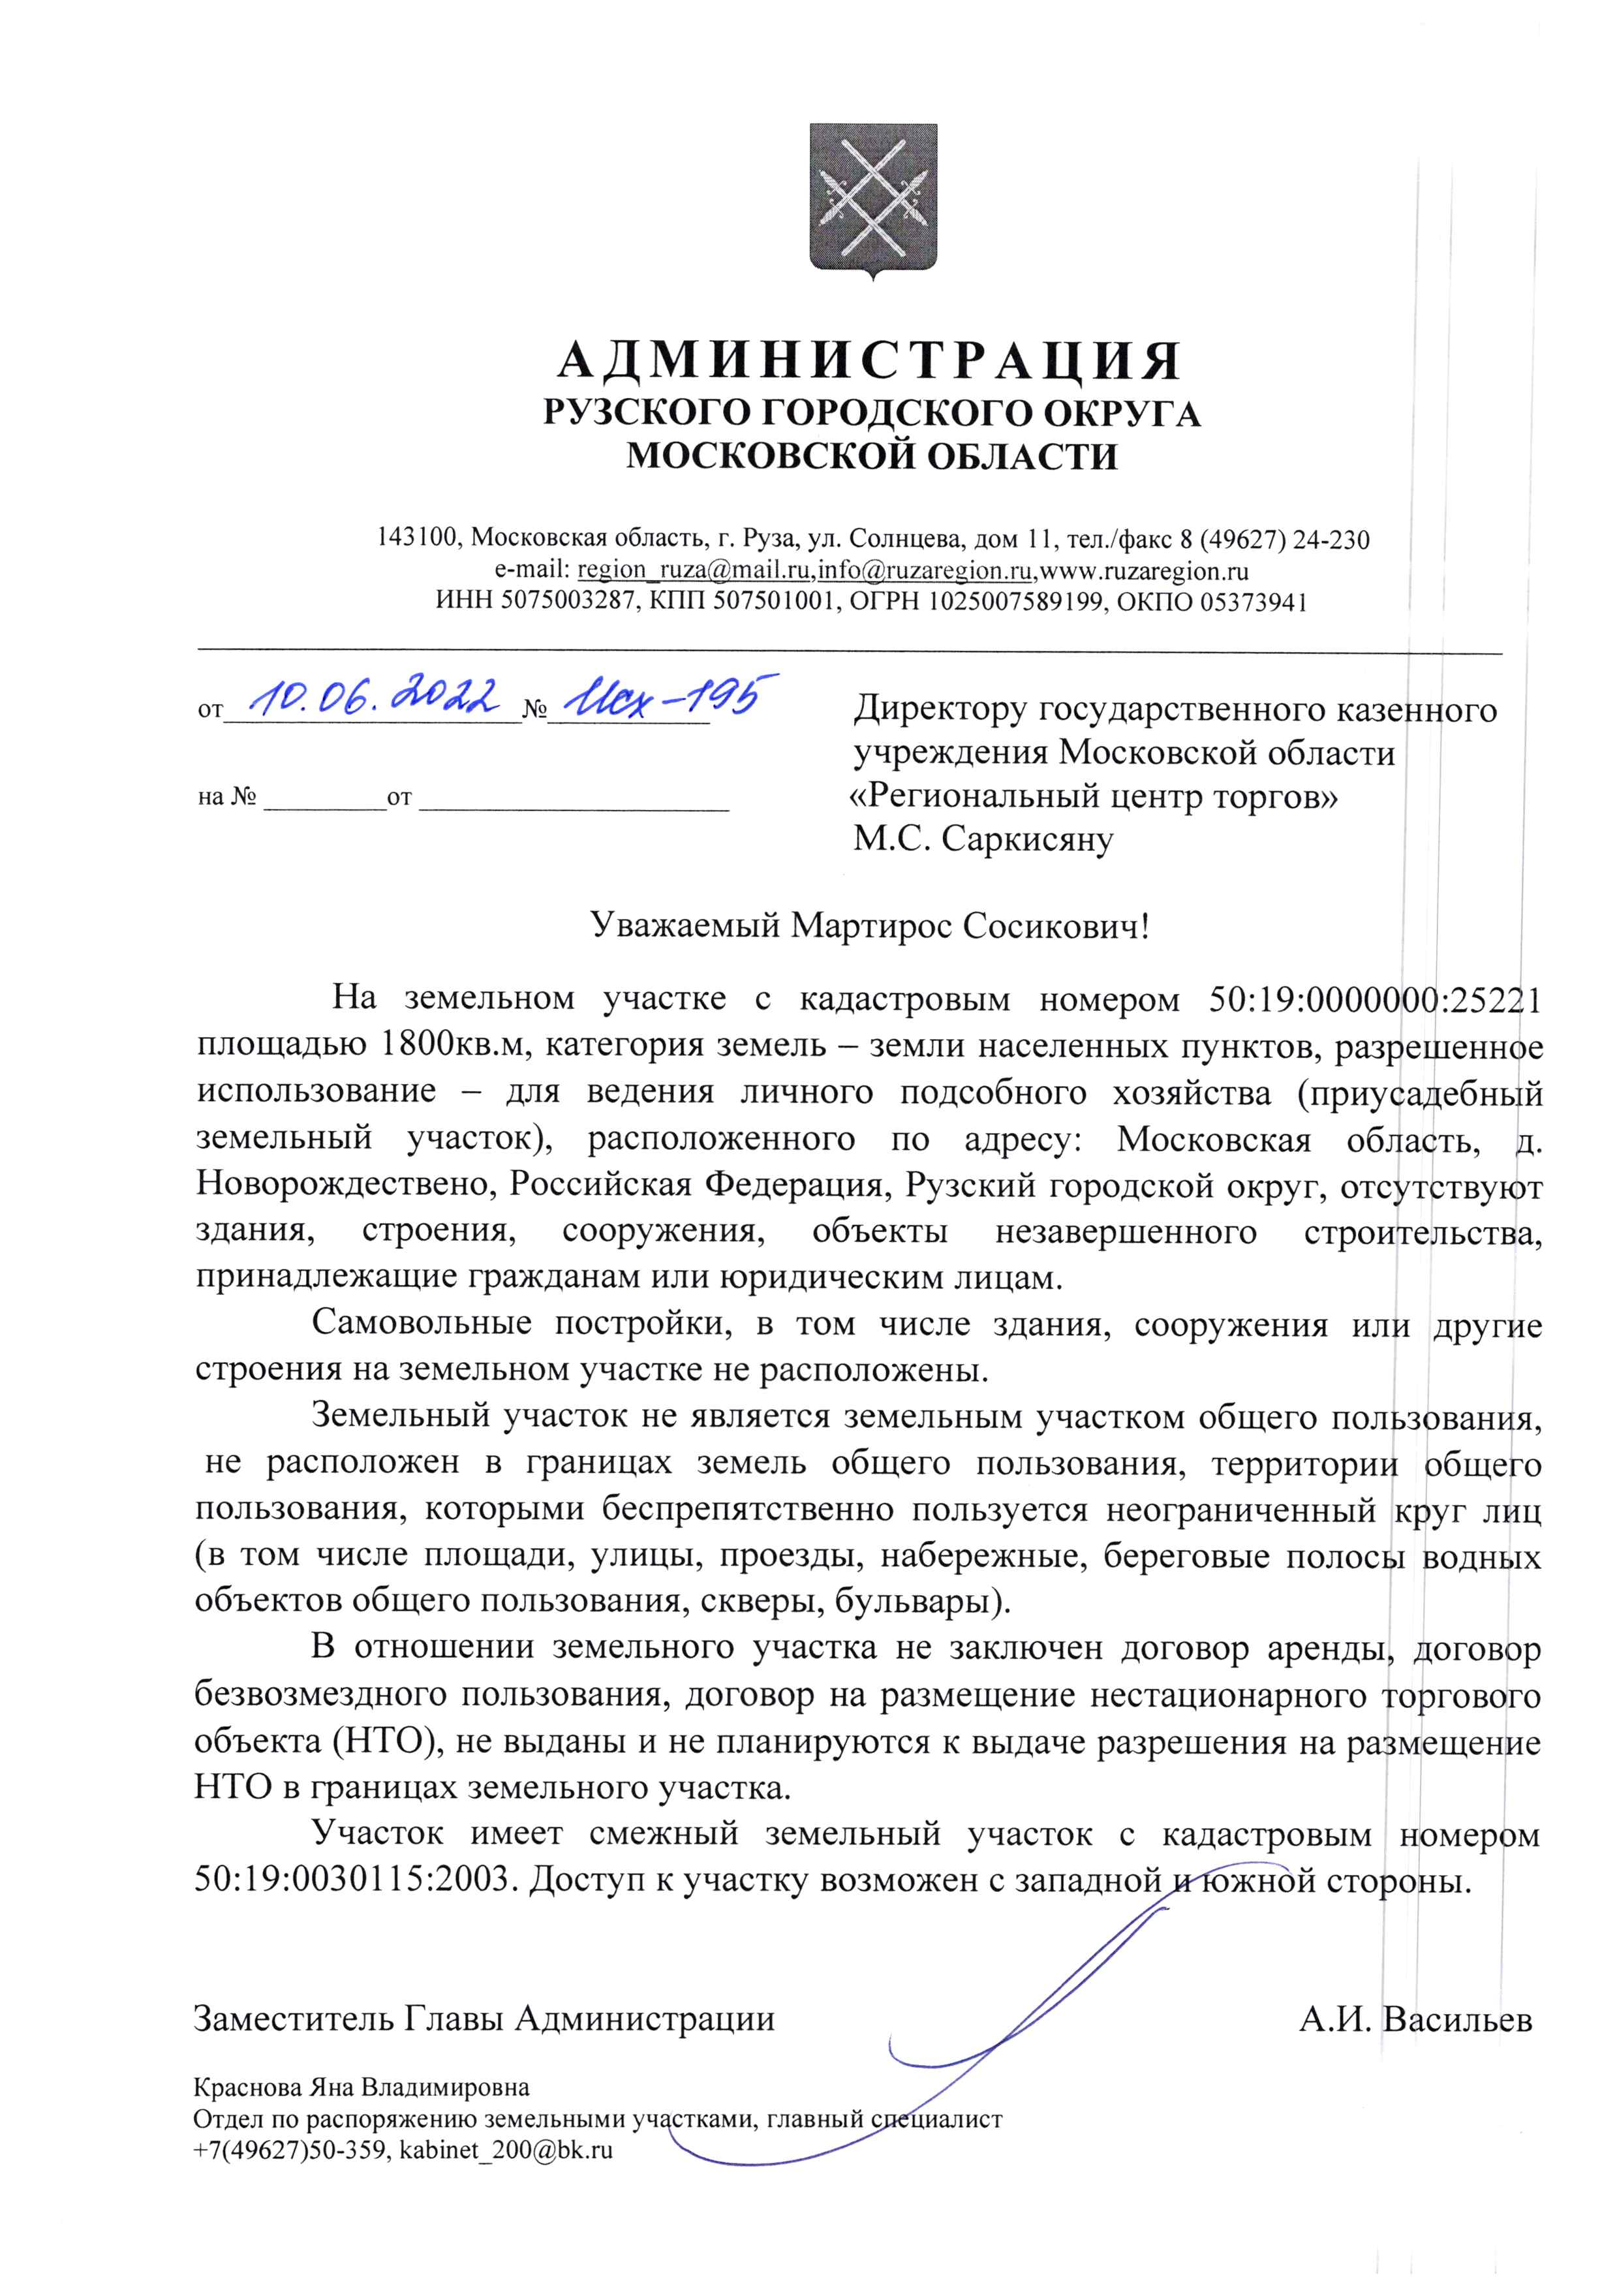 АДМИНИСТРАЦИЯ
РУЗСКОГО ГОРОДСКОГО ОКРУГА
МОСКОВСКОЙ ОБЛАСТИ
143100, Московская область, г. Руза, ул. Солнцева, дом 11, тел./факс 8 (49627) 24-230
e-mail: region_ruza@mail.ru,info@ruzaregion.ru,www.ruzaregion.ru
ИНН 5075003287, КПП 507501001, ОГРН 1025007589199, ОКПО 05373941
от 10.06.2022 № Исх-195
на № __________ от ______________________
Директору государственного казенного
учреждения Московской области
«Региональный центр торгов»
М.С. Саркисяну
Уважаемый Мартирос Сосикович!
На земельном участке с кадастровым номером 50:19:0000000:25221
площадью 1800кв.м, категория земель – земли населенных пунктов, разрешенное
использование – для ведения личного подсобного хозяйства (приусадебный
земельный участок), расположенного по адресу: Московская область, д.
Новорождествено, Российская Федерация, Рузский городской округ, отсутствуют
здания, строения, сооружения, объекты незавершенного строительства,
принадлежащие гражданам или юридическим лицам.
Самовольные постройки, в том числе здания, сооружения или другие
строения на земельном участке не расположены.
Земельный участок не является земельным участком общего пользования,
не расположен в границах земель общего пользования, территории общего
пользования, которыми беспрепятственно пользуется неограниченный круг лиц
(в том числе площади, улицы, проезды, набережные, береговые полосы водных
объектов общего пользования, скверы, бульвары).
В отношении земельного участка не заключен договор аренды, договор
безвозмездного пользования, договор на размещение нестационарного торгового
объекта (НТО), не выданы и не планируются к выдаче разрешения на размещение
НТО в границах земельного участка.
Участок имеет смежный земельный участок с кадастровым номером
50:19:0030115:2003. Доступ к участку возможен с западной и южной стороны.
Заместитель Главы Администрации А.И. Васильев
Краснова Яна Владимировна
Отдел по распоряжению земельными участками, главный специалист
+7(49627)50-359, kabinet_200@bk.ru